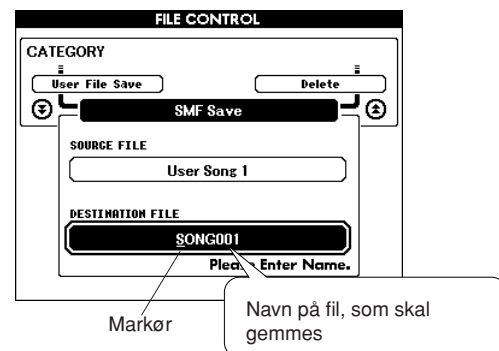 FILE CONTROL
CATEGORY
User File Save
Delete
SMF Save
SOURCE FILE
User Song 1
DESTINATION FILE
SONG001
Please Enter Name.
Markør
Navn på fil, som skal
gemmes